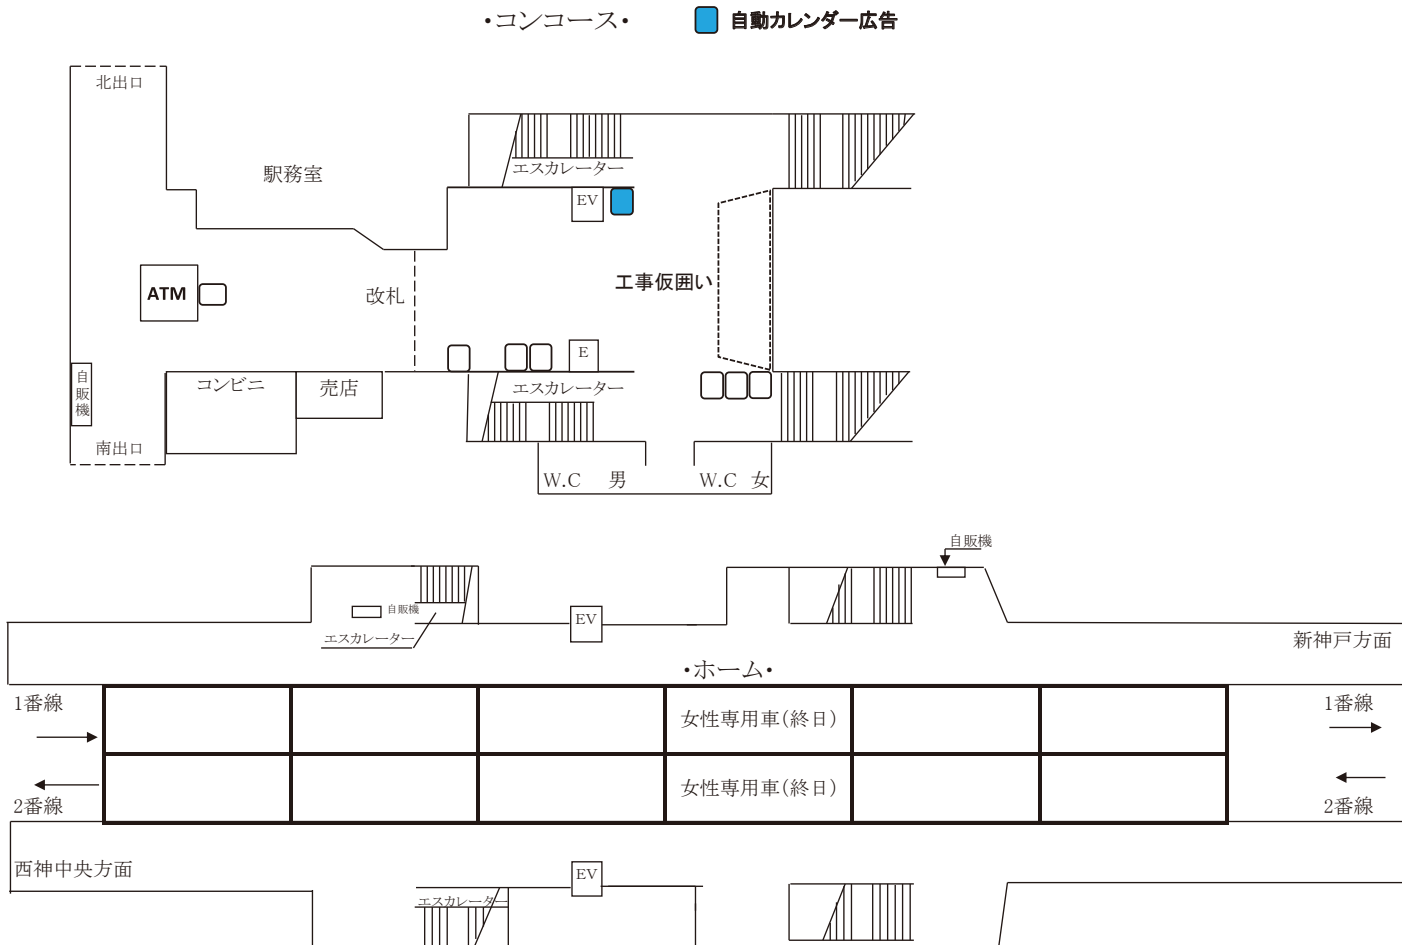 •コンコース•
自動カレンダー広告
北出口
駅務室
エスカレーター
EV
工事仮囲い
ATM
改札
E
自販機
コンビニ
売店
エスカレーター
南出口
W.C 男
W.C 女
自販機
自販機
EV
エスカレーター
新神戸方面
•ホーム•
1番線
女性専用車(終日)
1番線
女性専用車(終日)
2番線
2番線
西神中央方面
EV
エスカレーター